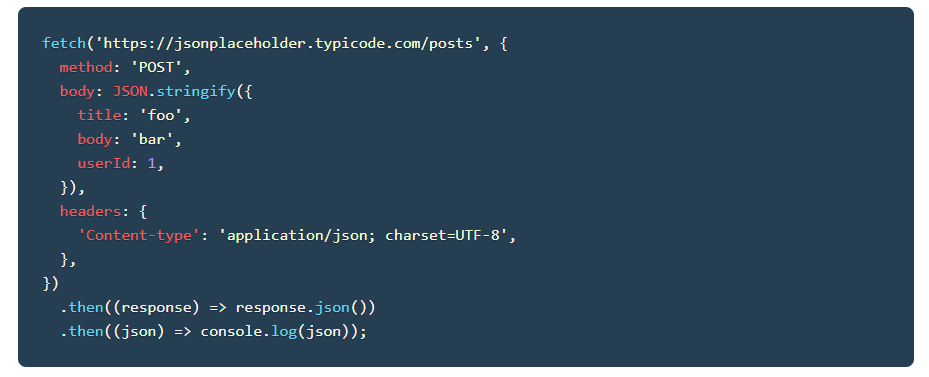 fetch('https://jsonplaceholder.typicode.com/posts', {
  method: 'POST',
  body: JSON.stringify({
    title: 'foo',
    body: 'bar',
    userId: 1,
  }),
  headers: {
    'Content-type': 'application/json; charset=UTF-8',
  },
})
  .then((response) => response.json())
  .then((json) => console.log(json));